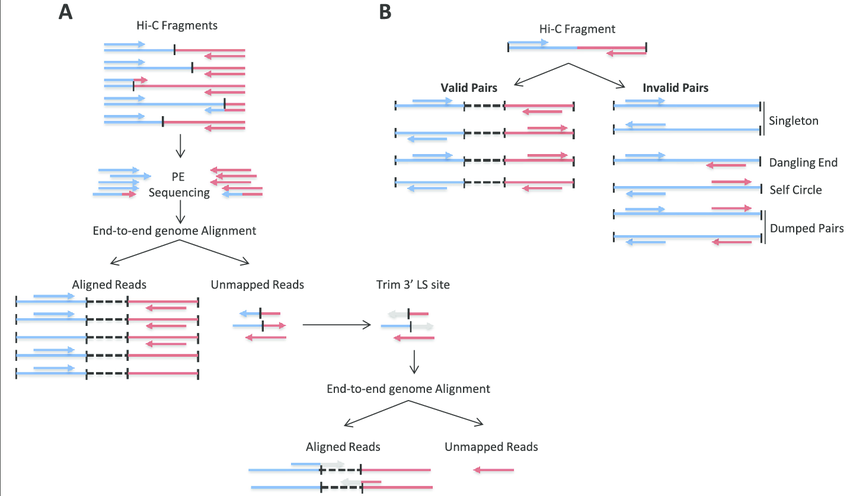 A
Hi-C Fragments
PE
Sequencing
End-to-end genome Alignment
Aligned Reads
Unmapped Reads
Trim 3' LS site
End-to-end genome Alignment
Aligned Reads
Unmapped Reads
B
Hi-C Fragment
Valid Pairs
Invalid Pairs
Singleton
Dangling End
Self Circle
Dumped Pairs